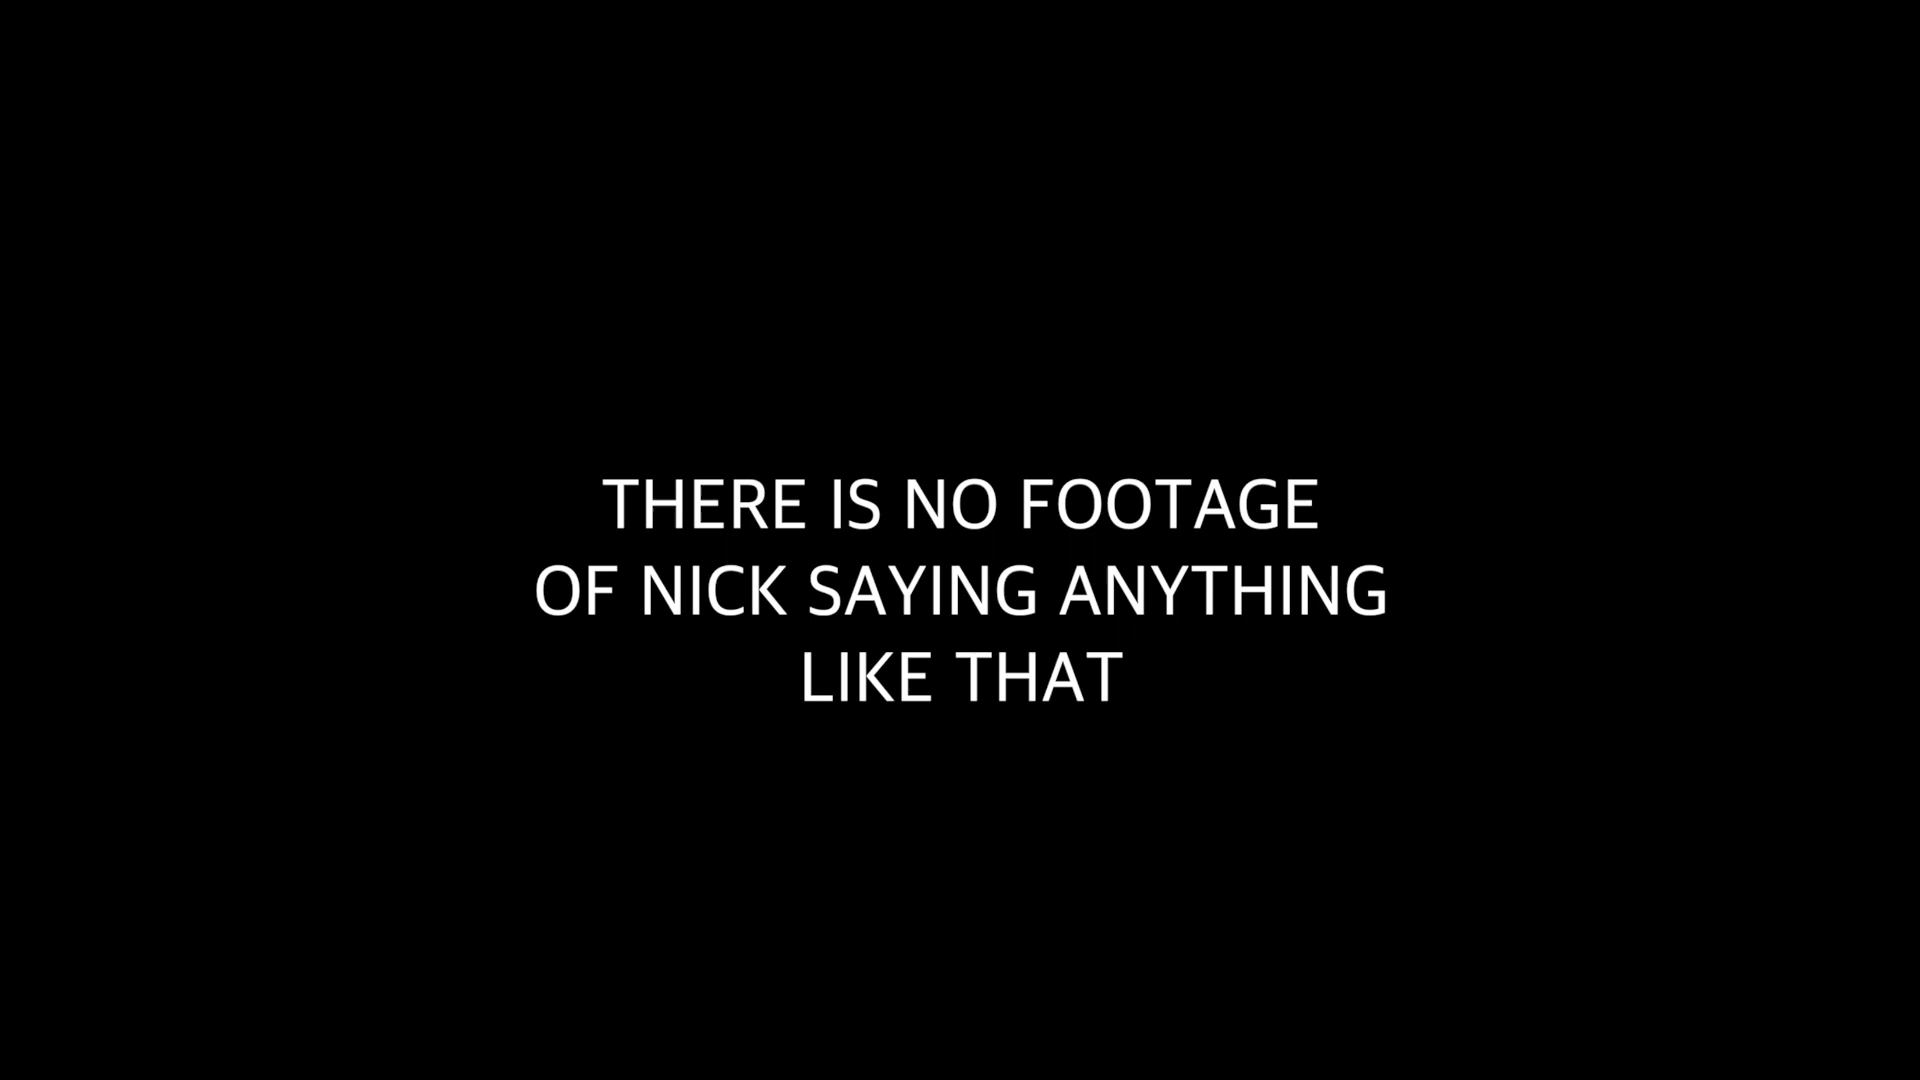 THERE IS NO FOOTAGE
OF NICK SAYING ANYTHING
LIKE THAT